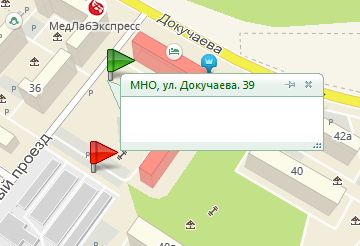 Докучаева
МедЛабЭкспресс
36
P
МНО, ул. Докучаева. 39
42а
P
40
ый проезд